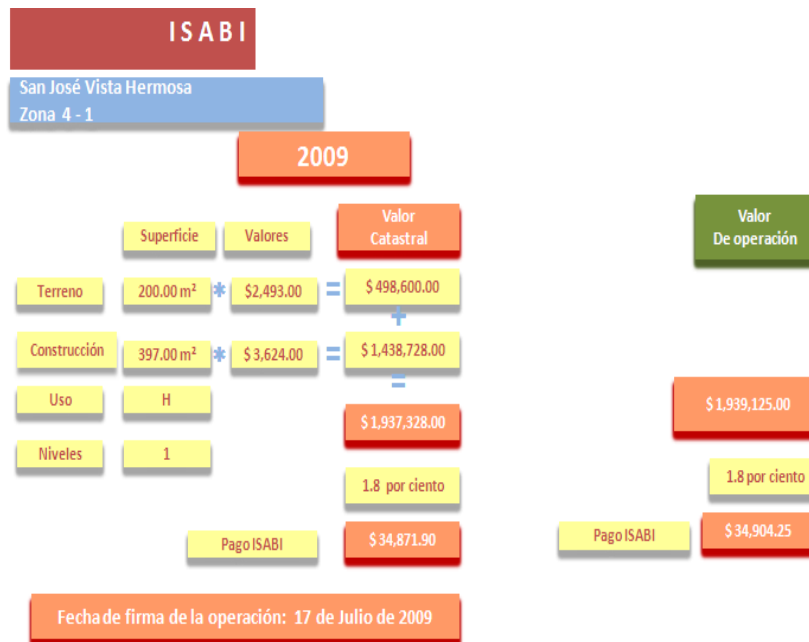 ISABI
San José Vista Hermosa
Zona 4 - 1
2009
Superficie
Valores
Valor
Catastral
Valor
De operación
Terreno
200.00 m² * $2,493.00 = $ 498,600.00
+
Construcción
397.00 m² * $ 3,624.00 = $ 1,438,728.00
=
Uso
H
$ 1,937,328.00
$ 1,939,125.00
Niveles
1
1.8 por ciento
1.8 por ciento
Pago ISABI
$ 34,871.90
Pago ISABI
$ 34,904.25
Fecha de firma de la operación: 17 de Julio de 2009